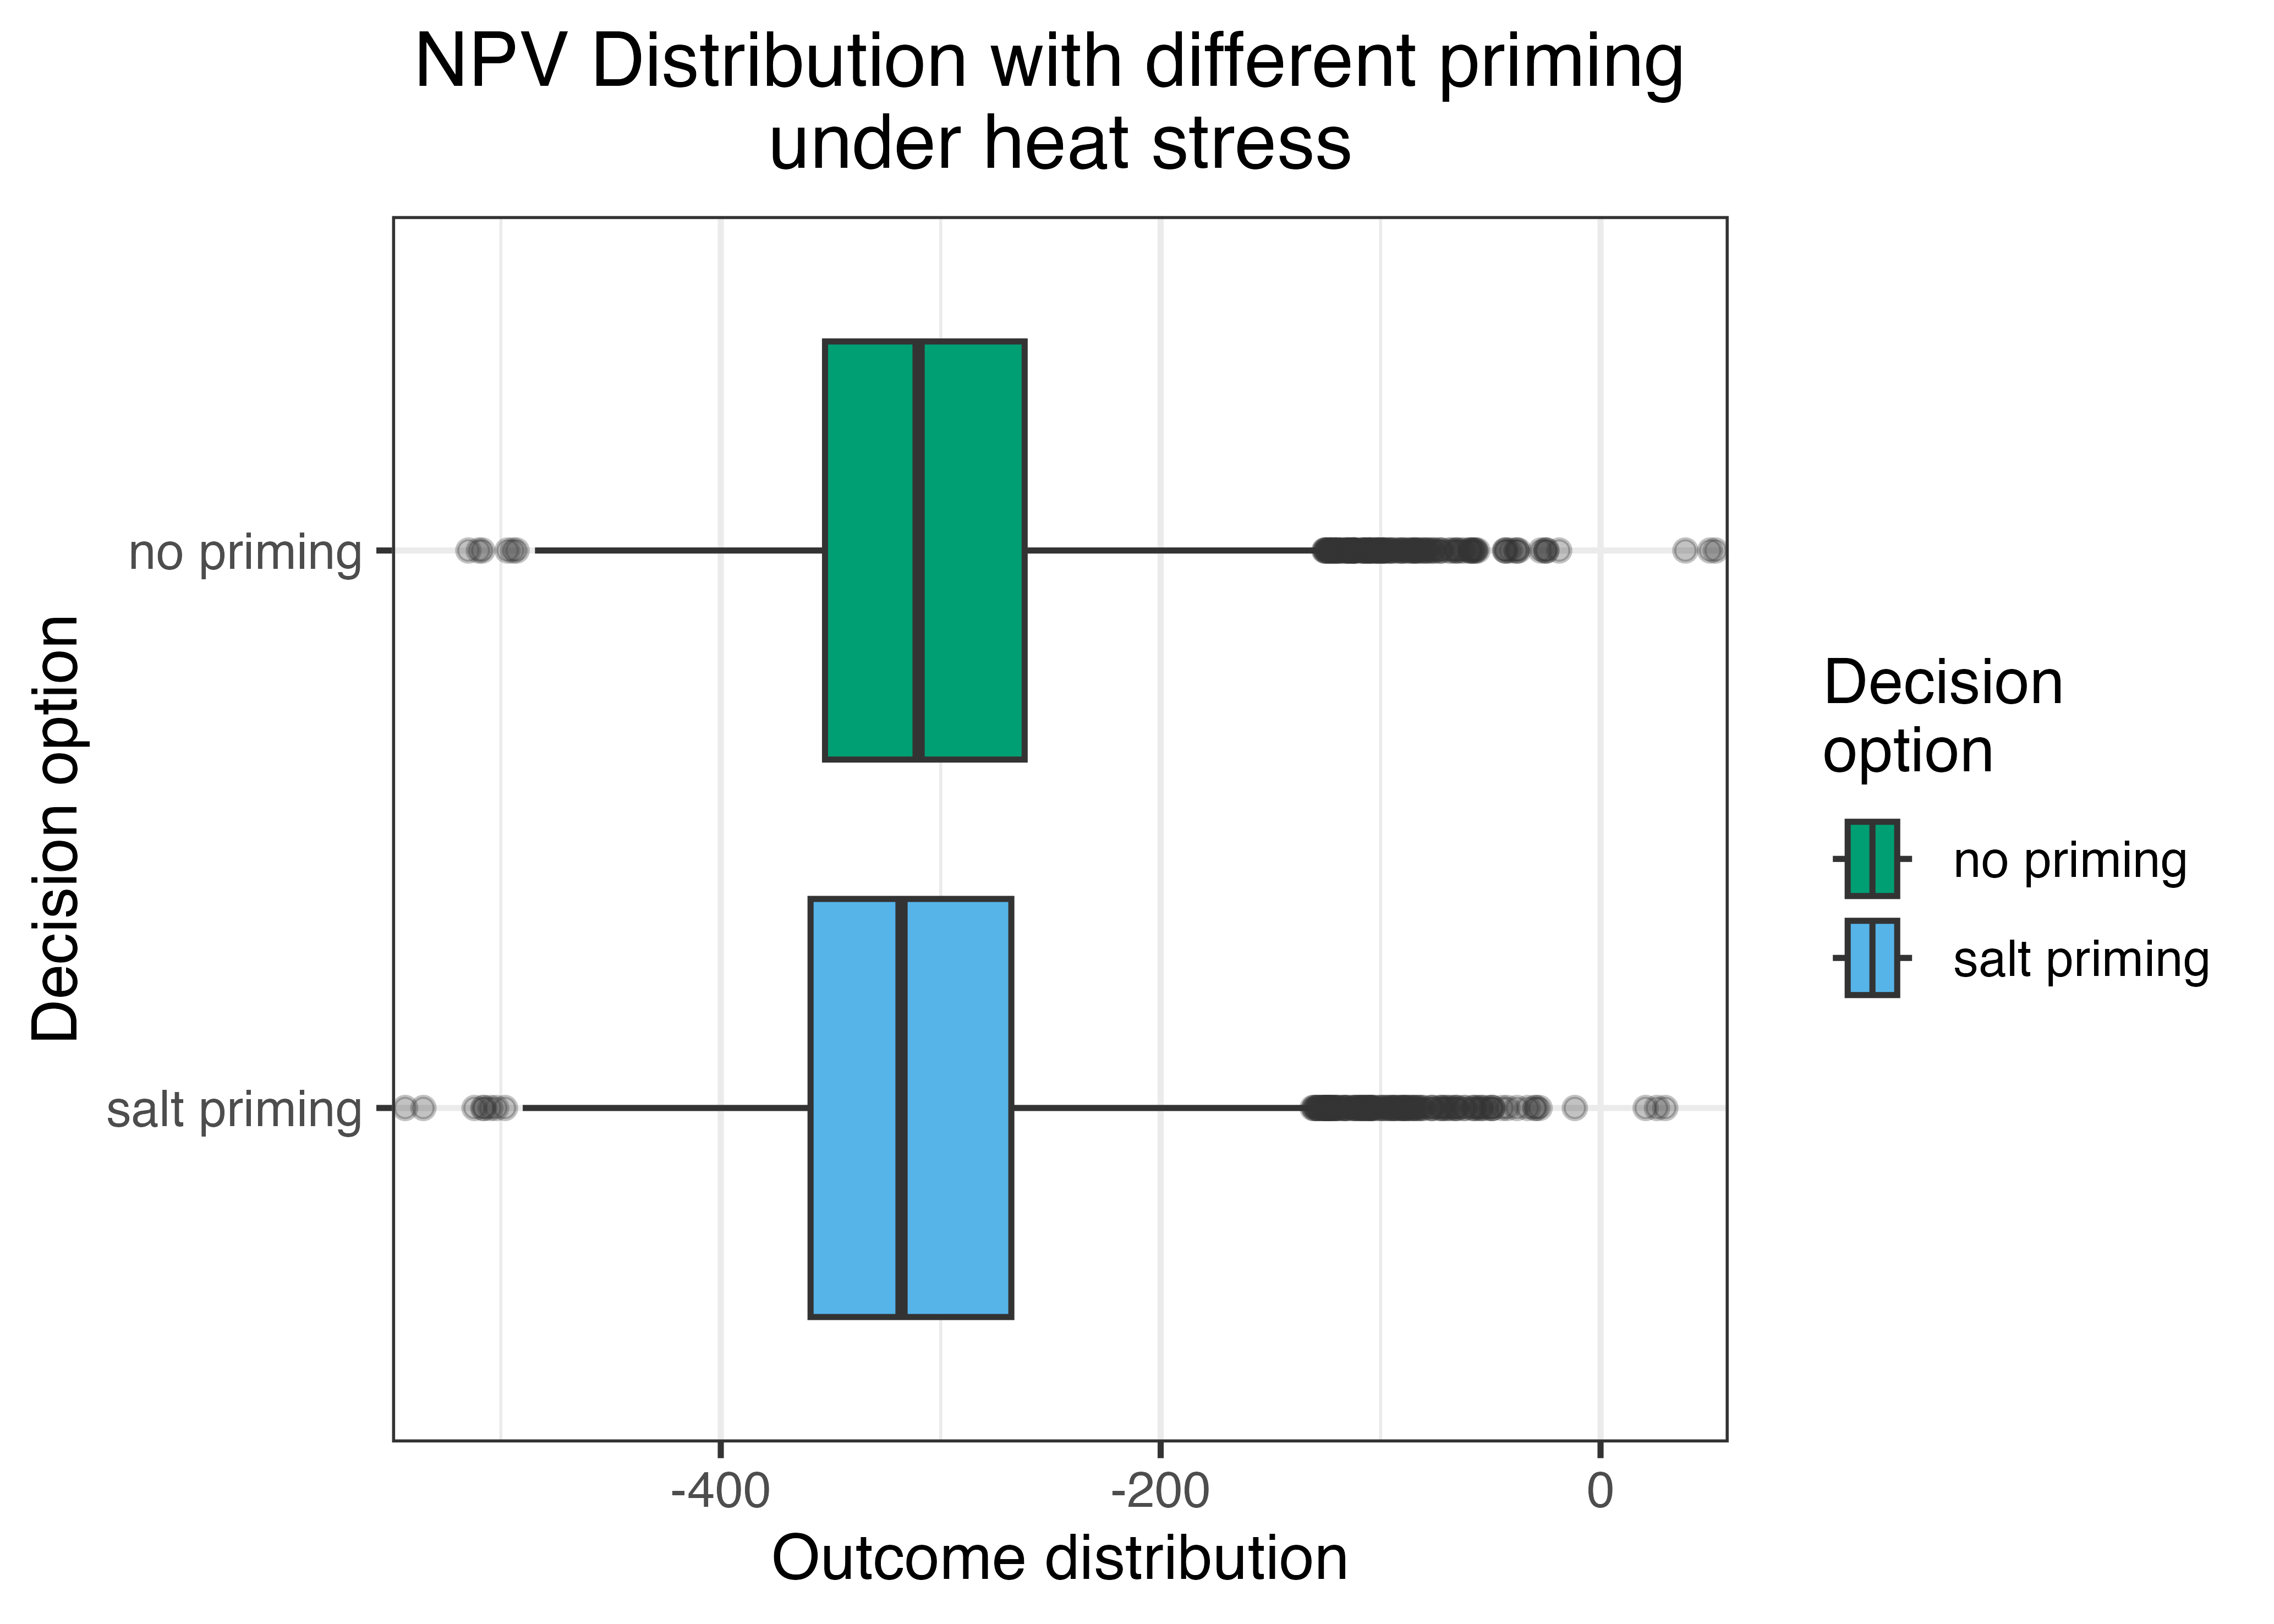 NPV Distribution with different priming
under heat stress
Decision option
no priming
salt priming
-400
-200
0
Outcome distribution
Decision
option
no priming
salt priming